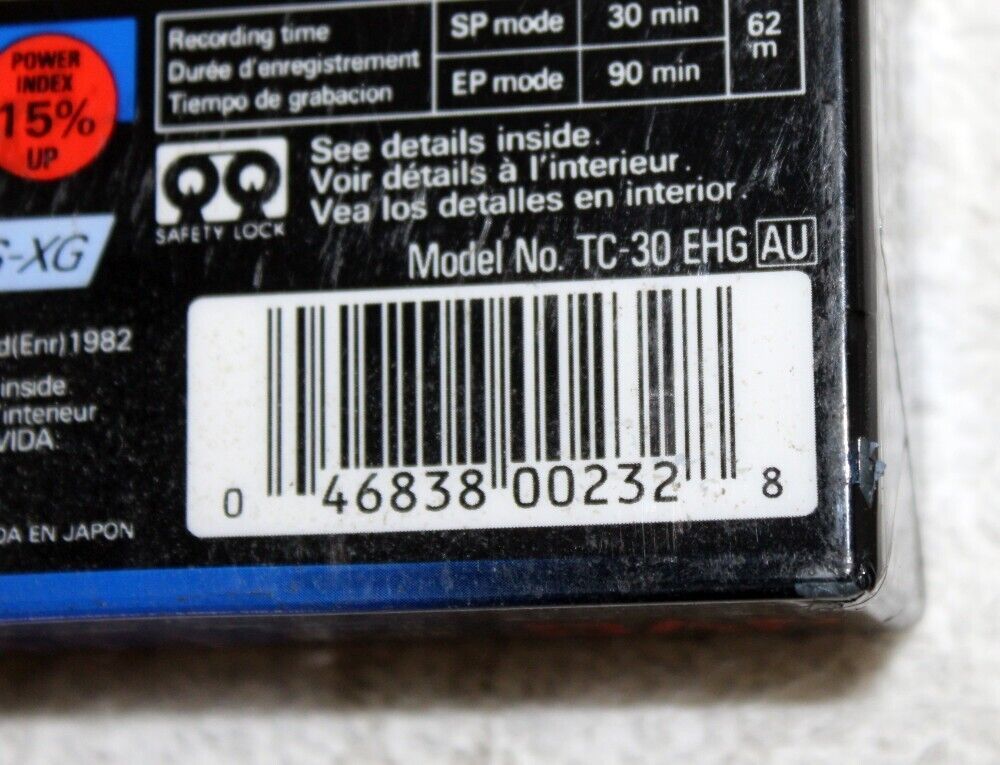 POWER
INDEX
15%
UP
Recording time
Durée d'enregistrement
Tiempo de grabacion
SP mode 30 min
EP mode 90 min
62
m
SAFETY LOCK
See details inside.
Voir détails à l'interieur.
Vea los detalles en interior.
Model No. TC-30 EHG AU
-XG
d(Enr)1982
inside
interieur
VIDA.
DA EN JAPON
0 46838 00232 8